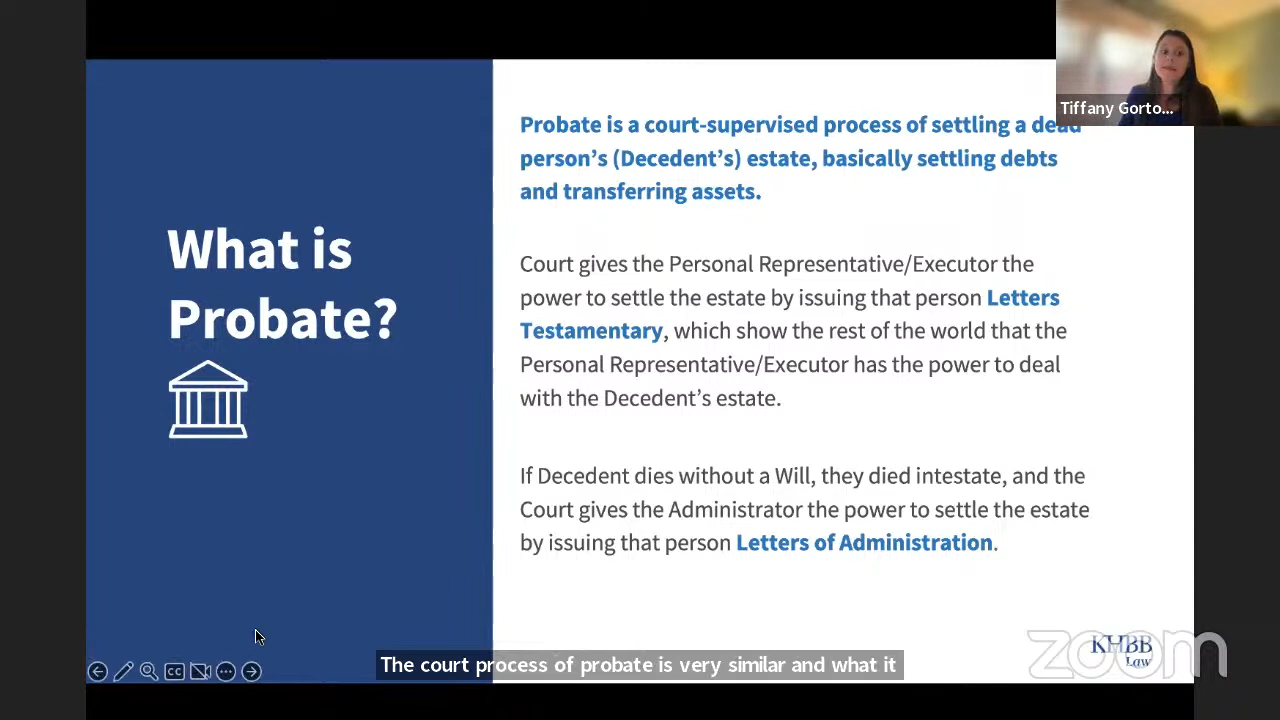 Tiffany Gorto...
Probate is a court-supervised process of settling a dead
person's (Decedent's) estate, basically settling debts
and transferring assets.
What is
Probate?
Court gives the Personal Representative/Executor the
power to settle the estate by issuing that person Letters
Testamentary, which show the rest of the world that the
Personal Representative/Executor has the power to deal
with the Decedent's estate.
If Decedent dies without a Will, they died intestate, and the
Court gives the Administrator the power to settle the estate
by issuing that person Letters of Administration.
CC
The court process of probate is very similar and what it
KHBB
Law
zoom